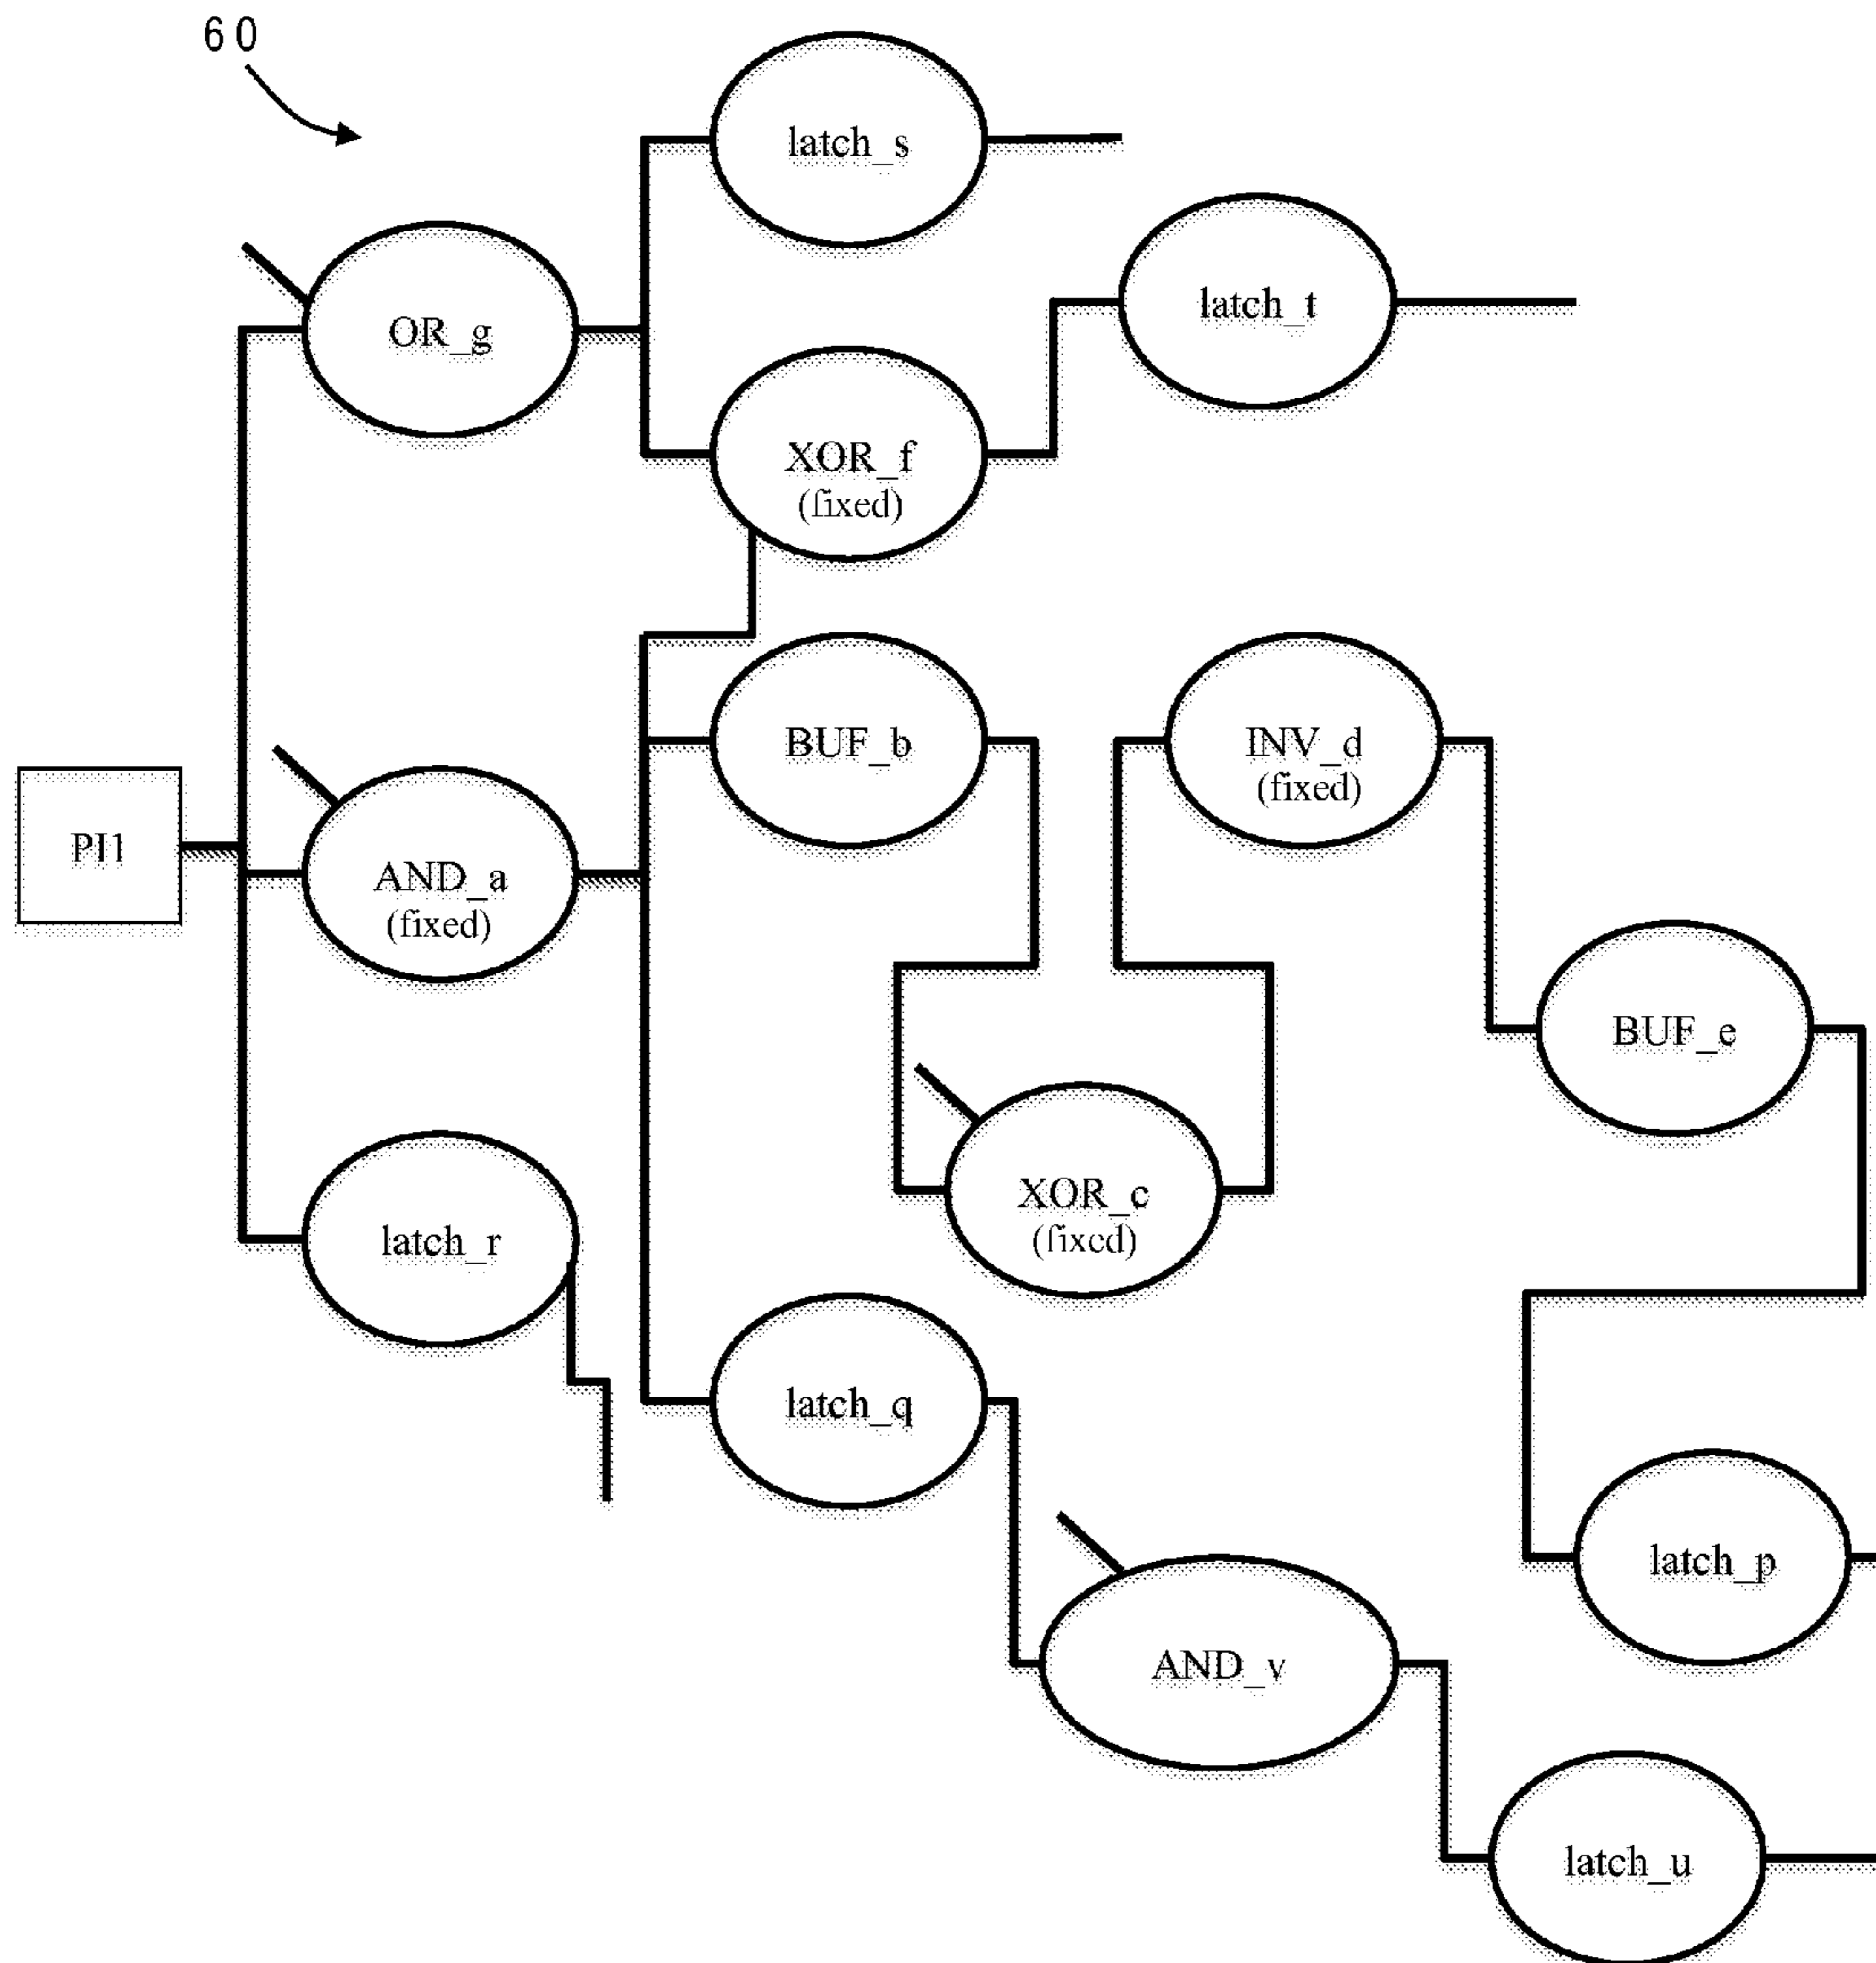 60
latch_s
latch_t
OR_g
XOR_f
(fixed)
BUF_b
INV_d
(fixed)
PI1
AND_a
(fixed)
BUF_e
XOR_c
(fixed)
latch_r
latch_q
latch_p
AND_v
latch_u